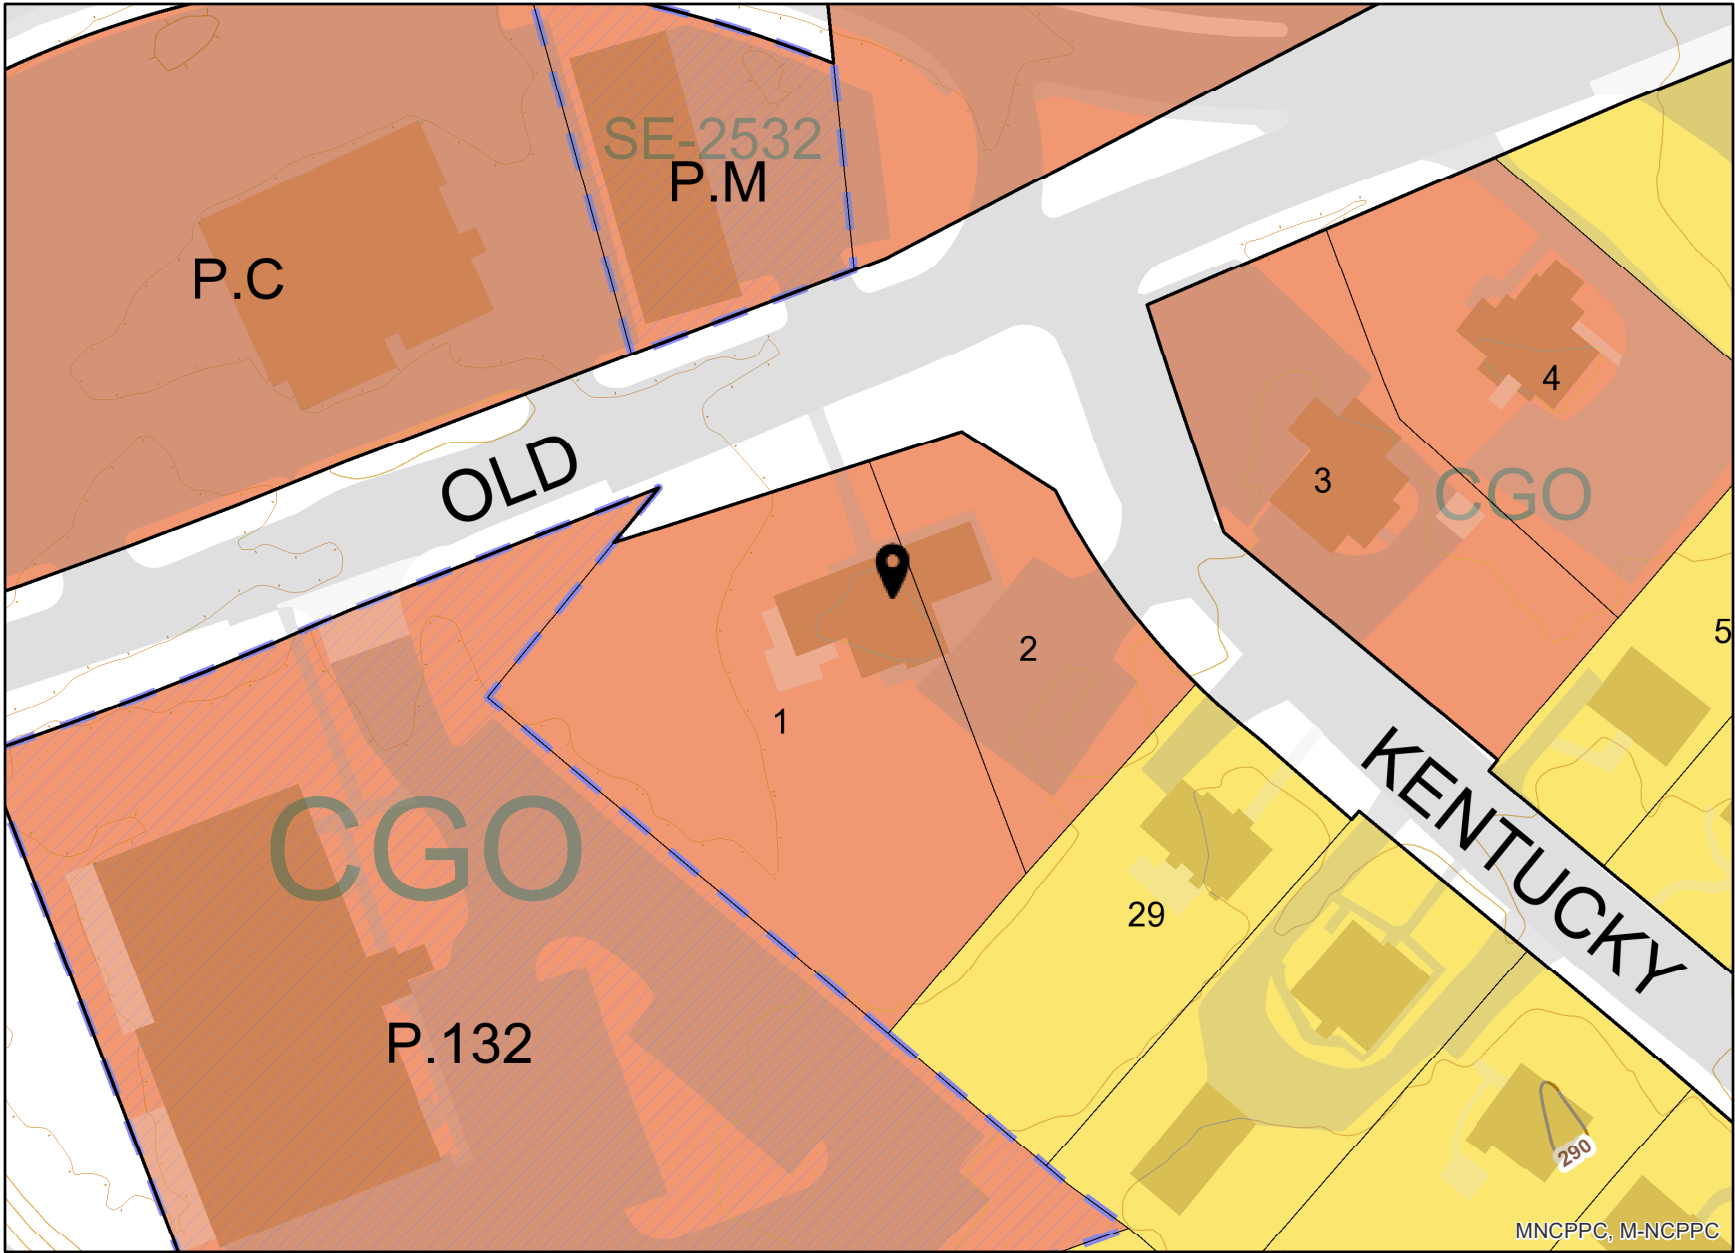 SE-2532
P.M
P.C
4
OLD
3
CGO
2
5
1
KENTUCKY
CGO
29
P.132
290
MNCPPC, M-NCPPC